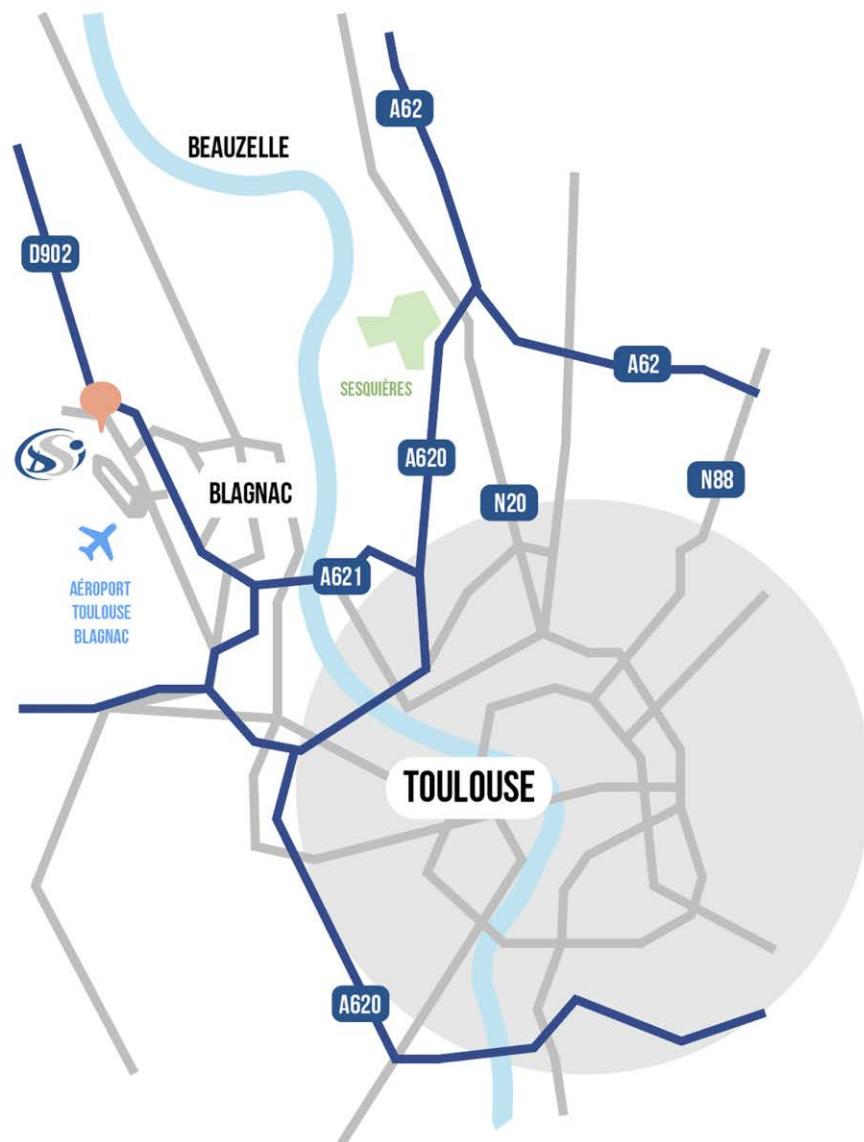 A62
BEAUZELLE
D902
A62
SESQUIÈRES
A620
N88
BLAGNAC
N20
A621
AÉROPORT
TOULOUSE
BLAGNAC
TOULOUSE
A620